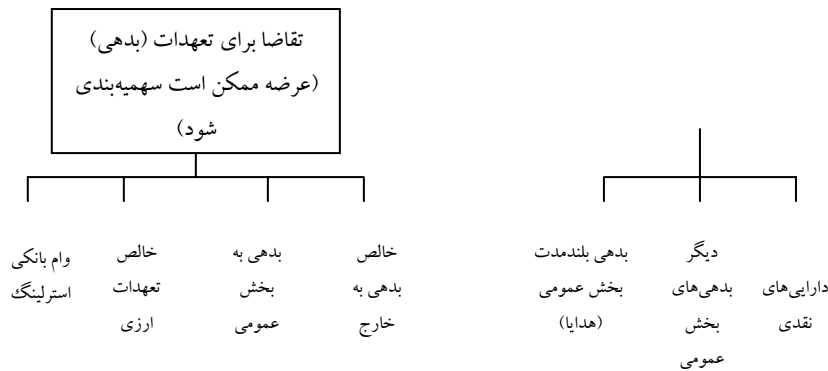 تقاضا برای تعهدات (بدهی)
(عرضه ممکن است سهمیه‌بندی
شود)
دارایی‌های
نقدی
دیگر
بدهی‌های
بخش
عمومی
بدهی بلندمدت
بخش عمومی
(هدایا)
خالص
بدهی به
خارج
بدهی به
بخش
عمومی
خالص
تعهدات
ارزی
وام بانکی
استرلینگ